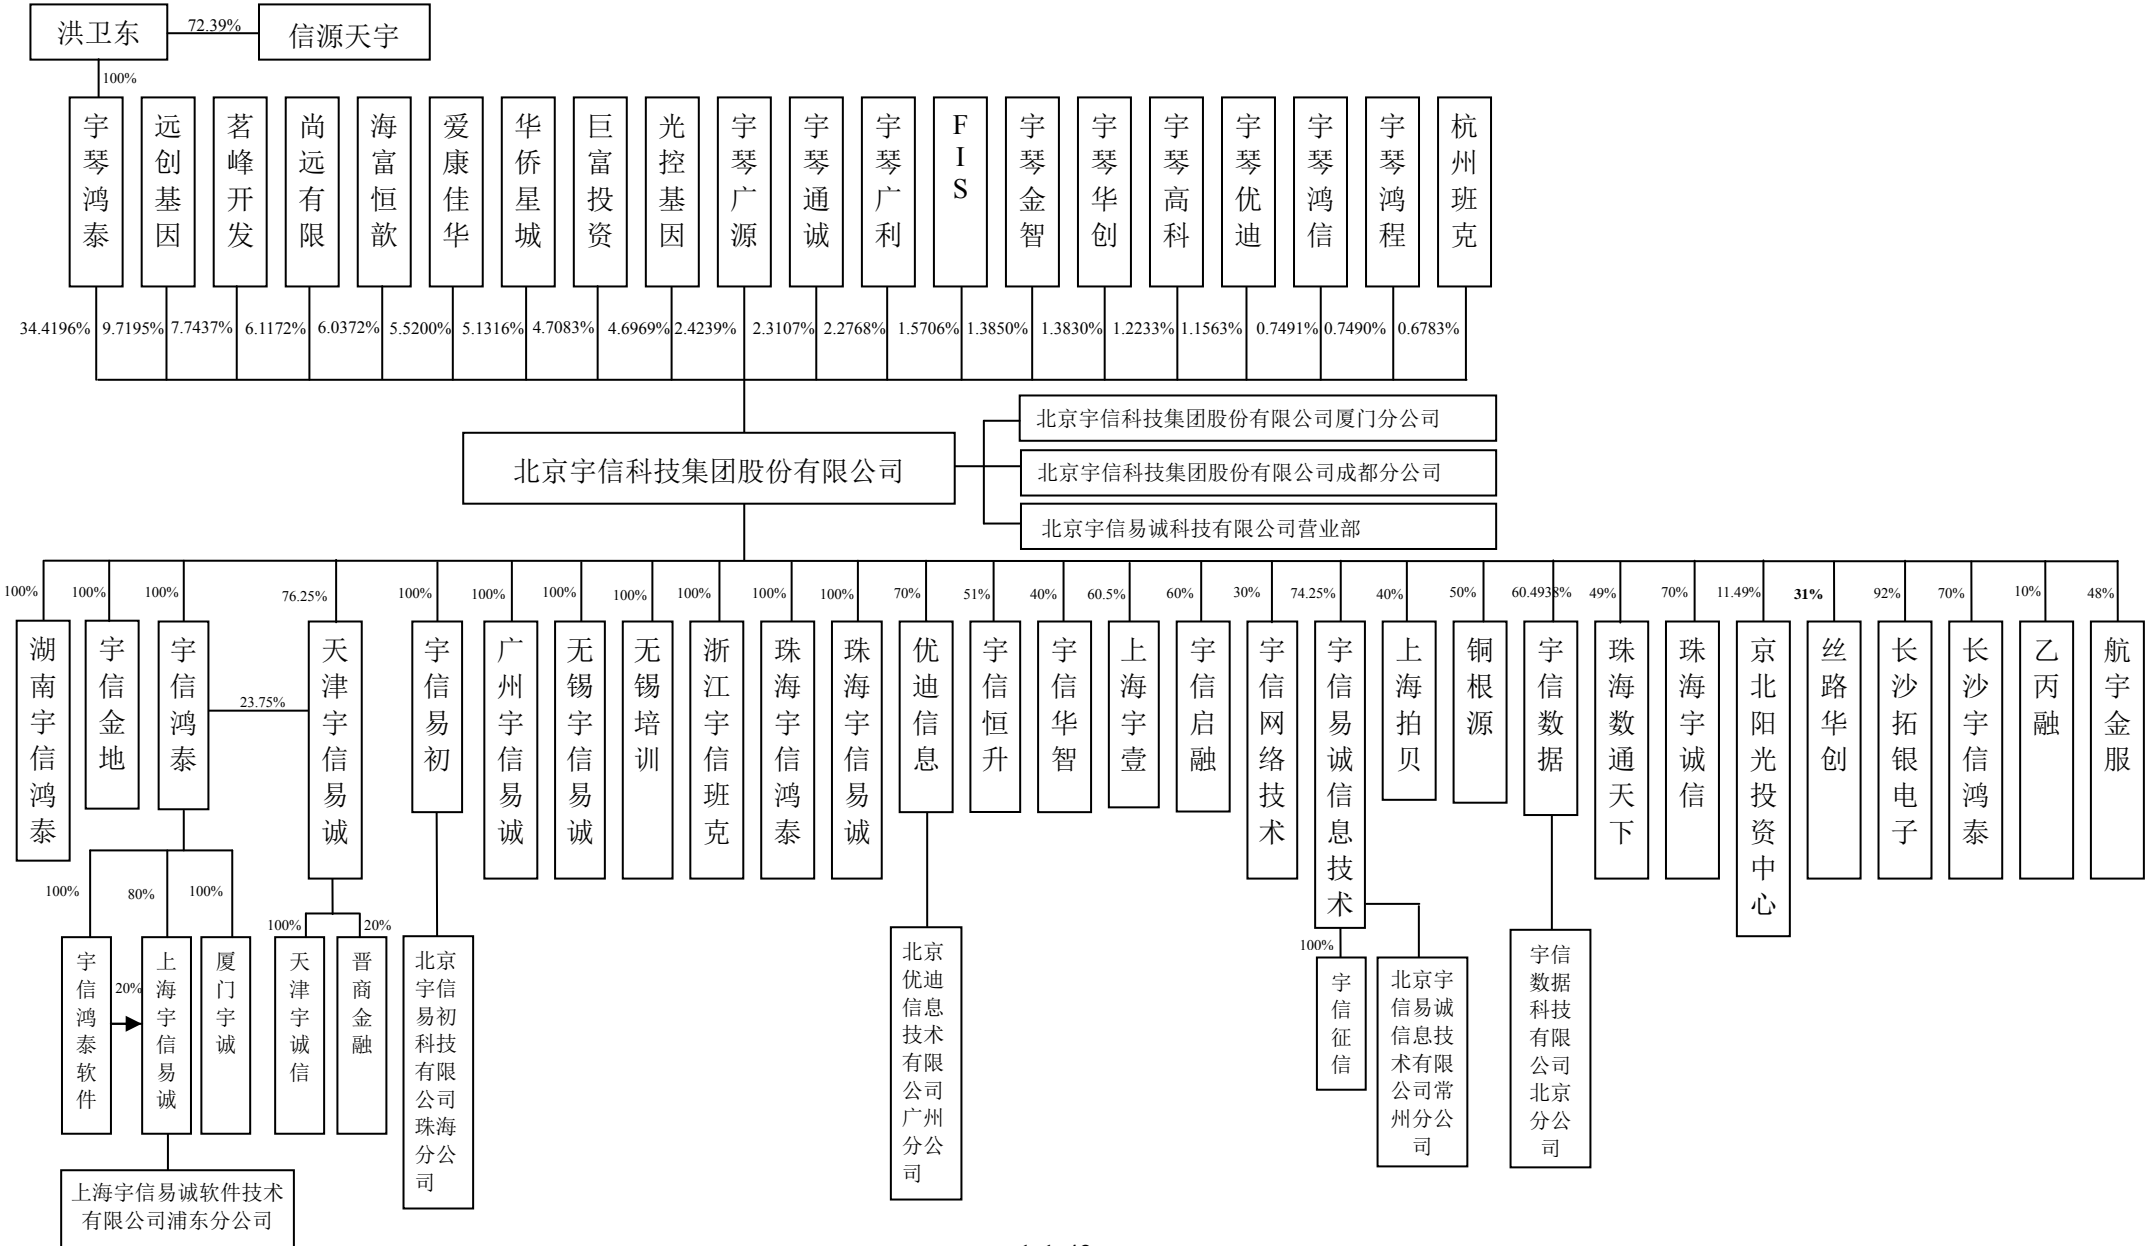 洪卫东
72.39%
信源天宇
100%
宇琴鸿泰
远创基因
茗峰开发
尚远有限
海富恒歆
爱康佳华
华侨星城
巨富投资
光控基因
宇琴广源
宇琴通诚
宇琴广利
FIS
宇琴金智
宇琴华创
宇琴高科
宇琴优迪
宇琴鸿信
宇琴鸿程
杭州班克
34.4196%
9.7195%
7.7437%
6.1172%
6.0372%
5.5200%
5.1316%
4.7083%
4.6969%
2.4239%
2.3107%
2.2768%
1.5706%
1.3850%
1.3830%
1.2233%
1.1563%
0.7491%
0.7490%
0.6783%
北京宇信科技集团股份有限公司
北京宇信科技集团股份有限公司厦门分公司
北京宇信科技集团股份有限公司成都分公司
北京宇信易诚科技有限公司营业部
100%
100%
100%
76.25%
100%
100%
100%
100%
100%
100%
100%
70%
51%
40%
60.5%
60%
30%
74.25%
40%
50%
60.4938%
49%
70%
11.49%
31%
92%
70%
10%
48%
湖南宇信鸿泰
宇信金地
宇信鸿泰
23.75%
天津宇信易诚
宇信易初
广州宇信易诚
无锡宇信易诚
无锡培训
浙江宇信班克
珠海宇信鸿泰
珠海宇信易诚
优迪信息
宇信恒升
宇信华智
上海宇壹
宇信启融
宇信网络技术
宇信易诚信息技术
上海拍贝
铜根源
宇信数据
珠海数通天下
珠海宇诚信
京北阳光投资中心
丝路华创
长沙拓银电子
长沙宇信鸿泰
乙丙融
航宇金服
100%
80%
100%
100%
20%
100%
宇信鸿泰软件
20%
上海宇信易诚
厦门宇诚
天津宇诚信
晋商金融
北京
宇信
易初
科技
有限
公司
珠海
分公
司
北京
优迪
信息
技术
有限
公司
广州
分公
司
宇信征信
北京宇
信易诚
信息技
术有限
公司常
州分公
司
宇信
数据
科技
有限
公司
北京
分公
司
上海宇信易诚软件技术
有限公司浦东分公司